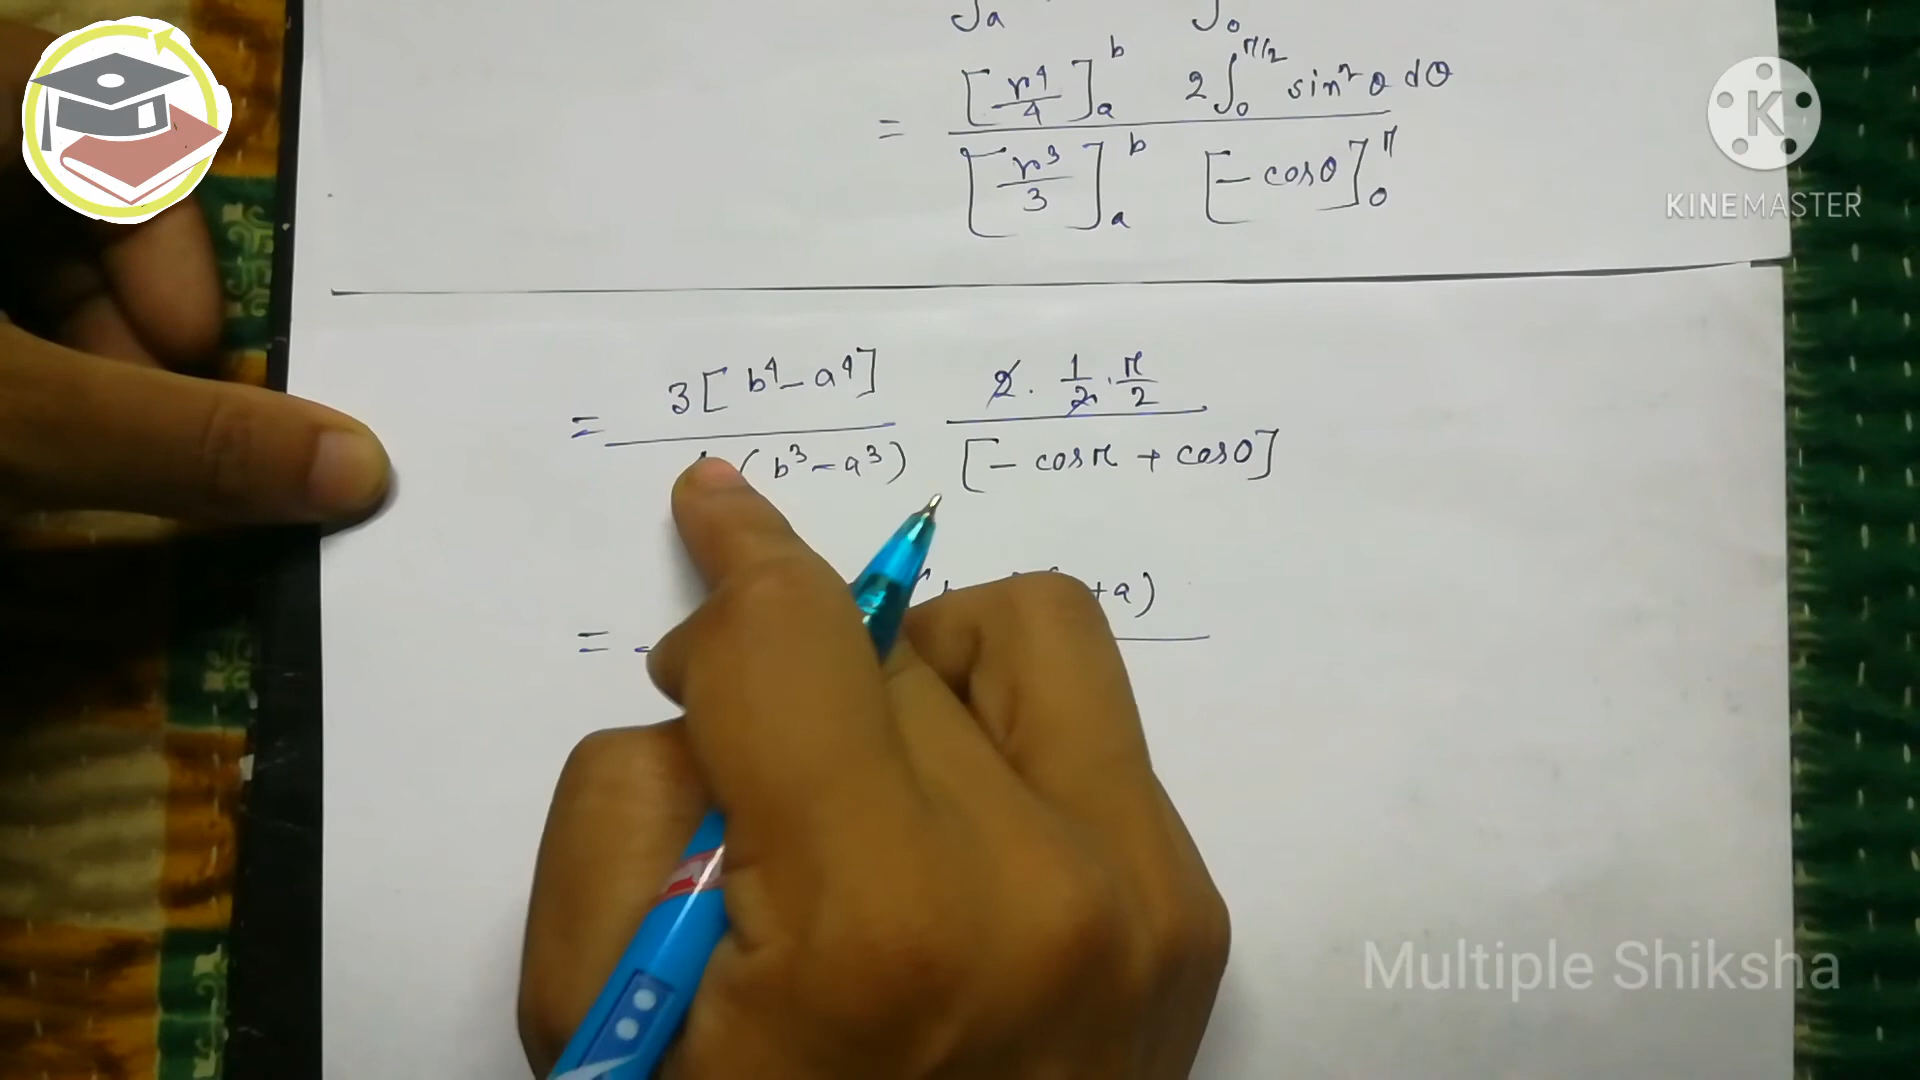 ∫a ∫0
= [r⁴/4]ₐᵇ 2∫₀^π/2 sin²θ dθ / [r³/3]ₐᵇ [- cosθ]₀^π
KINEMASTER
= 3[b⁴-a⁴] / (b³-a³) 2 · 1/2 · π/2 / [- cosπ + cos0]
= +a)
Multiple Shiksha